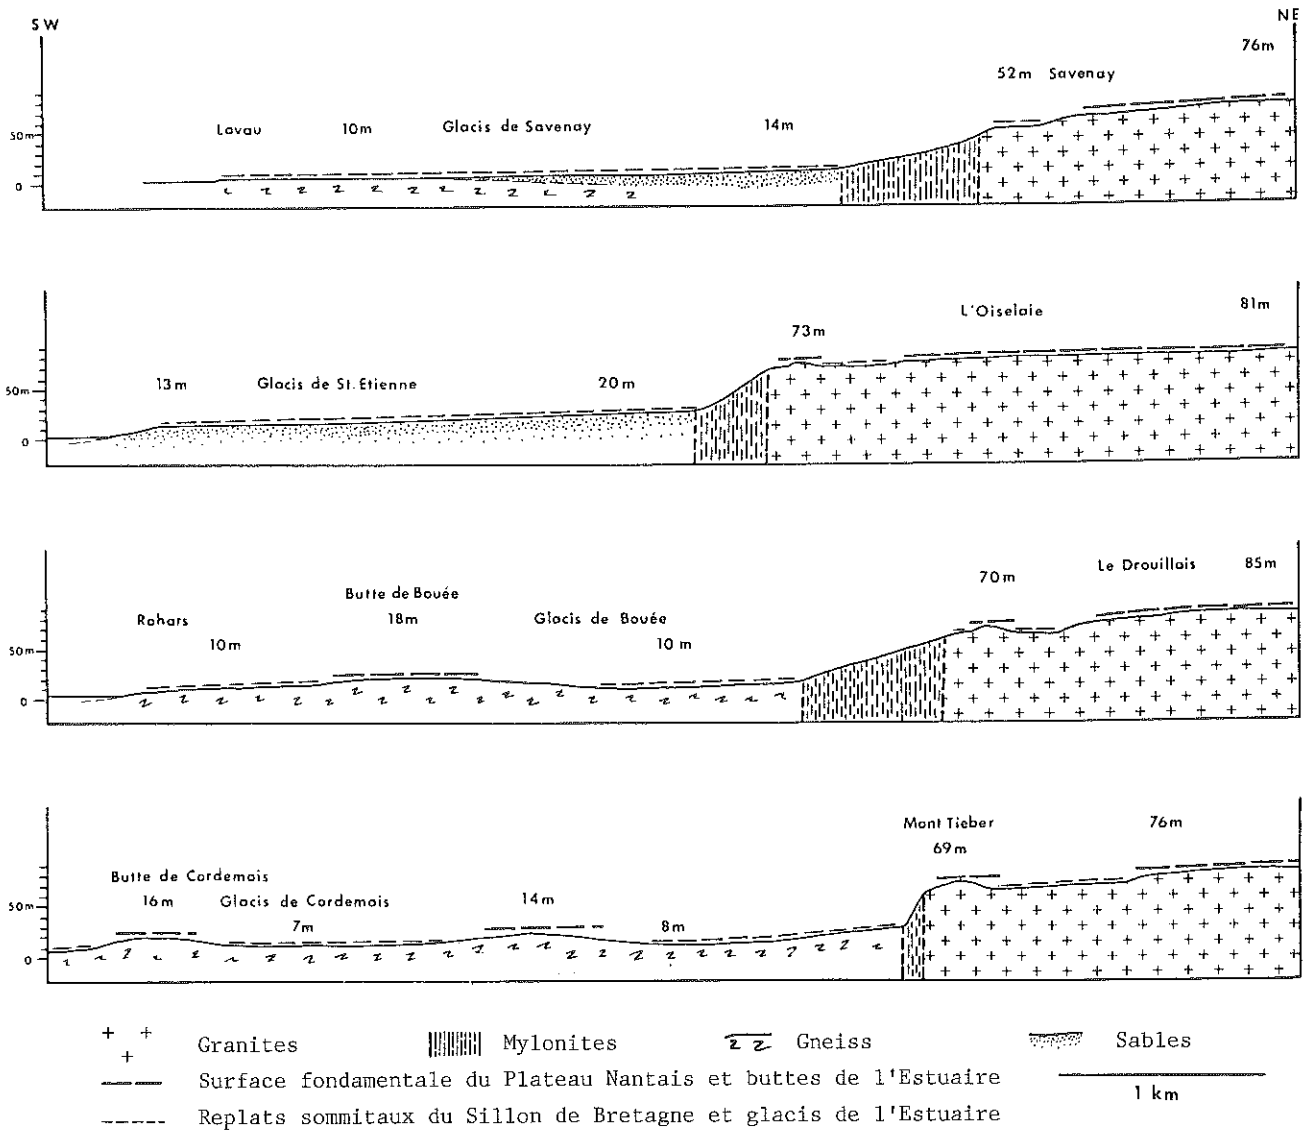 SW
NE
76m
52m Savenay
Lavau 10m Glacis de Savenay 14m
50m
0
L'Oiselaie 81m
73m
13m Glacis de St. Etienne 20m
50m
0
Le Drouillais 85m
70m
Butte de Bouée
18m
Rohars Glacis de Bouée
10m 10m
50m
0
Mont Tieber 76m
69m
Butte de Cordemais
16m Glacis de Cordemais 14m
7m 8m
50m
0
Granites Mylonites Gneiss Sables
Surface fondamentale du Plateau Nantais et buttes de l'Estuaire
1 km
Replats sommitaux du Sillon de Bretagne et glacis de l'Estuaire